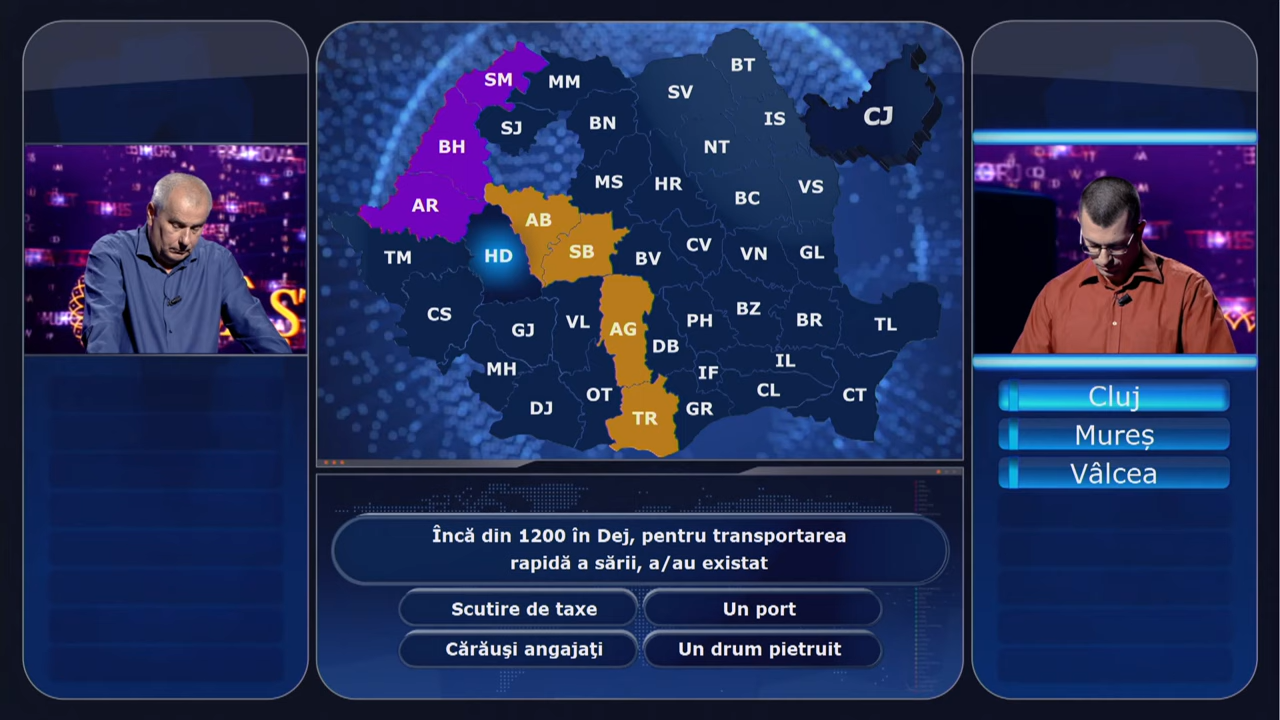 SM
MM
SV
BT
SJ
BN
IS
CJ
BH
NT
MS
HR
BC
VS
AR
AB
TM
HD
SB
BV
CV
VN
GL
CS
GJ
VL
AG
PH
BZ
BR
TL
DB
MH
IF
IL
OT
CL
CT
DJ
TR
GR
Cluj
Mureș
Vâlcea
Încă din 1200 în Dej, pentru transportarea
rapidă a sării, a/au existat
Scutire de taxe
Un port
Cărăuşi angajaţi
Un drum pietruit